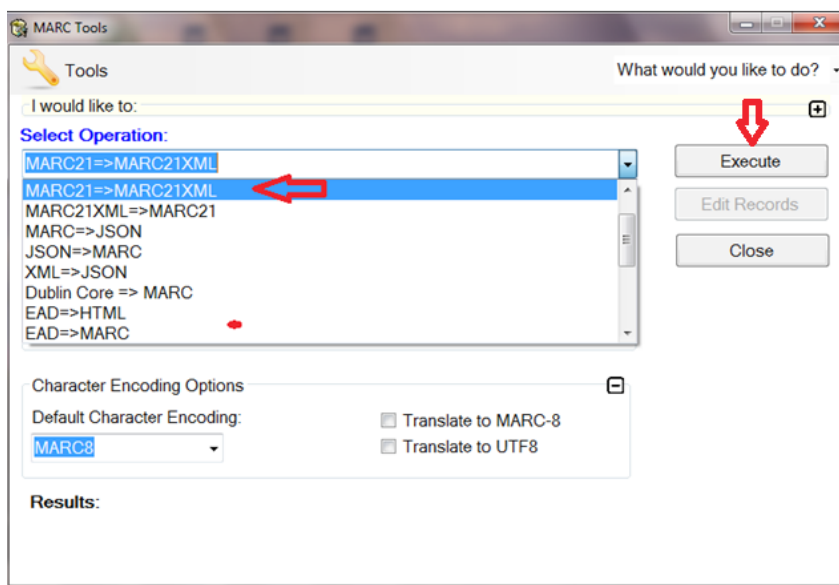 MARC Tools
Tools
What would you like to do?
I would like to:
Select Operation:
MARC21=>MARC21XML
Execute
MARC21=>MARC21XML
MARC21XML=>MARC21
Edit Records
MARC=>JSON
JSON=>MARC
Close
XML=>JSON
Dublin Core => MARC
EAD=>HTML
EAD=>MARC
Character Encoding Options
Default Character Encoding:
Translate to MARC-8
MARC8
Translate to UTF8
Results: